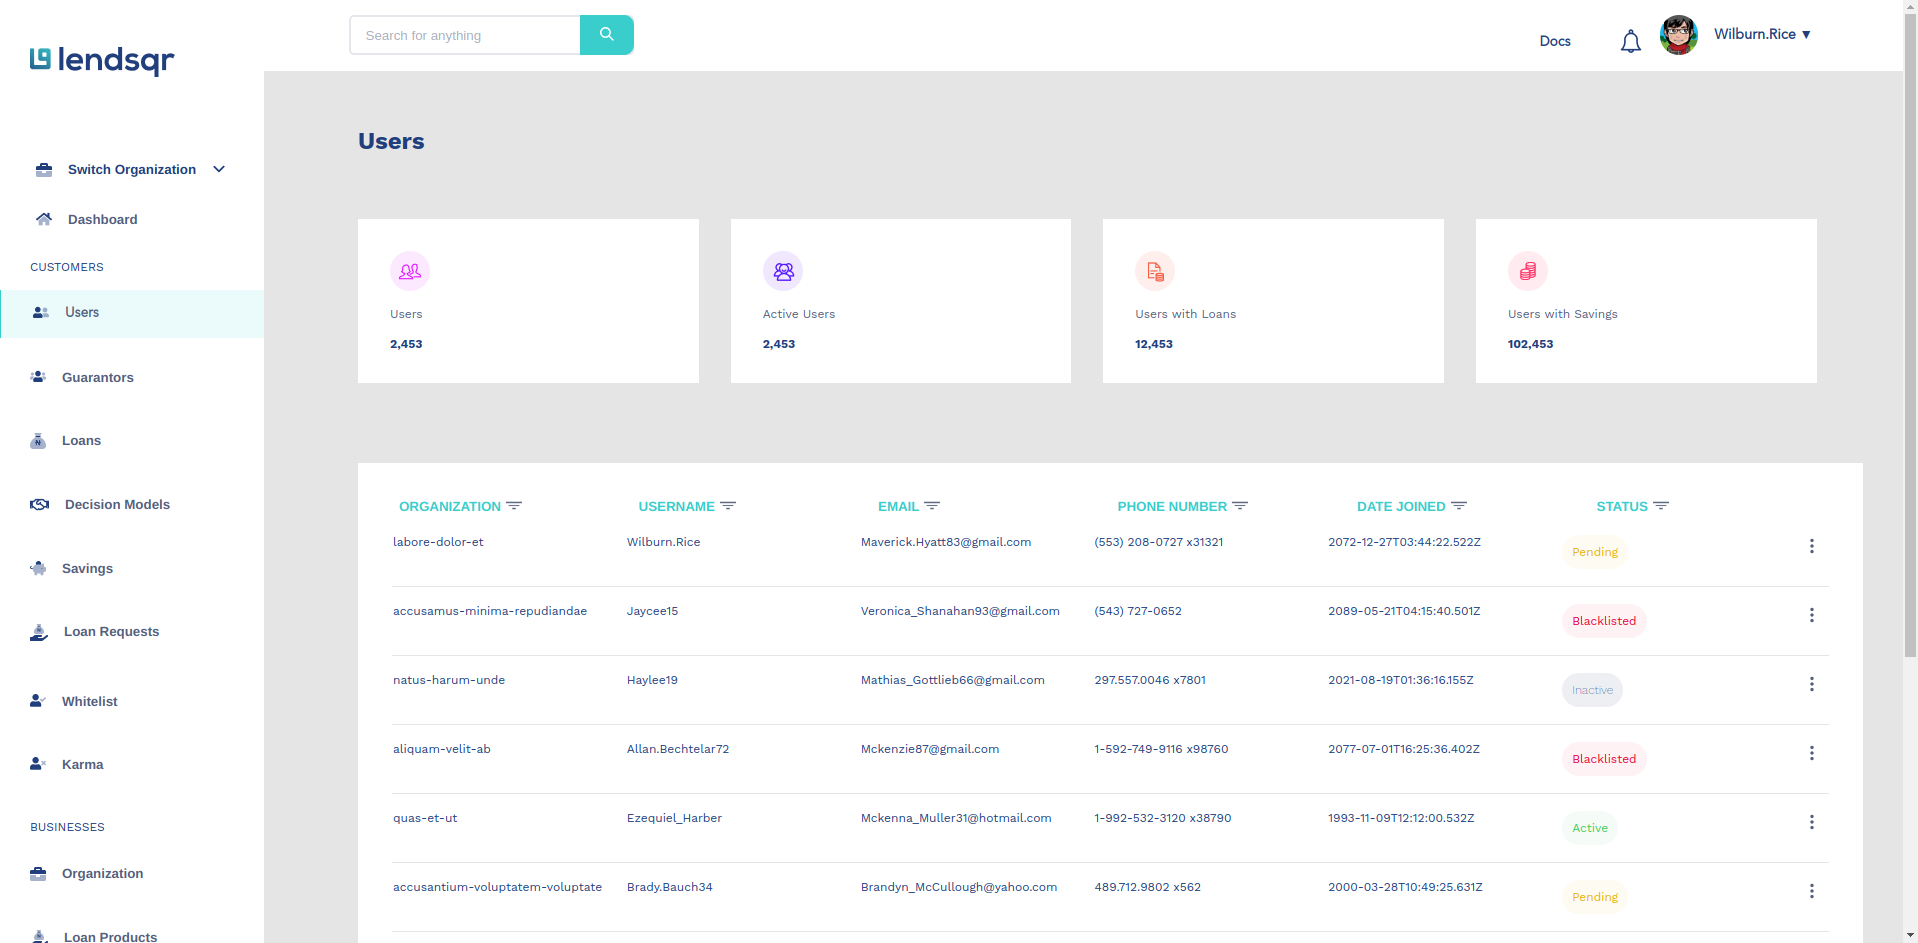 lendsqr
Search for anything
Docs
Wilburn.Rice ▼
Switch Organization
Dashboard
CUSTOMERS
Users
Guarantors
Loans
Decision Models
Savings
Loan Requests
Whitelist
Karma
BUSINESSES
Organization
Loan Products
Users
Users
2,453
Active Users
2,453
Users with Loans
12,453
Users with Savings
102,453
ORGANIZATION USERNAME EMAIL PHONE NUMBER DATE JOINED STATUS
labore-dolor-et Wilburn.Rice Maverick.Hyatt83@gmail.com (553) 208-0727 x31321 2072-12-27T03:44:22.522Z Pending
accusamus-minima-repudiandae Jaycee15 Veronica_Shanahan93@gmail.com (543) 727-0652 2089-05-21T04:15:40.501Z Blacklisted
natus-harum-unde Haylee19 Mathias_Gottlieb66@gmail.com 297.557.0046 x7801 2021-08-19T01:36:16.155Z Inactive
aliquam-velit-ab Allan.Bechtelar72 Mckenzie87@gmail.com 1-592-749-9116 x98760 2077-07-01T16:25:36.402Z Blacklisted
quas-et-ut Ezequiel_Harber Mckenna_Muller31@hotmail.com 1-992-532-3120 x38790 1993-11-09T12:12:00.532Z Active
accusantium-voluptatem-voluptate Brady.Bauch34 Brandyn_McCullough@yahoo.com 489.712.9802 x562 2000-03-28T10:49:25.631Z Pending